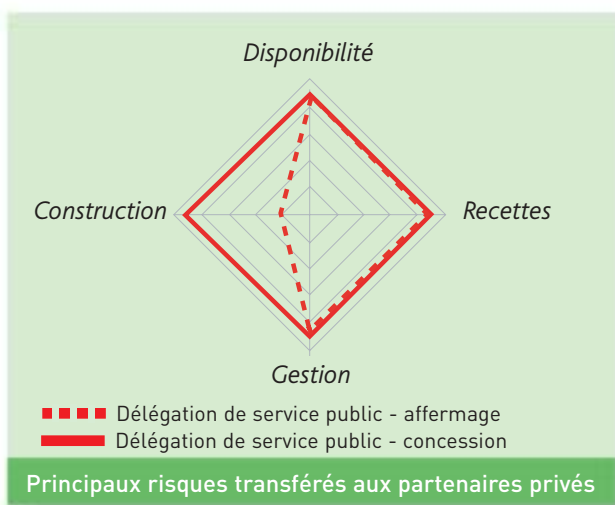 Disponibilité
Construction
Recettes
Gestion
Délégation de service public - affermage
Délégation de service public - concession
Principaux risques transférés aux partenaires privés